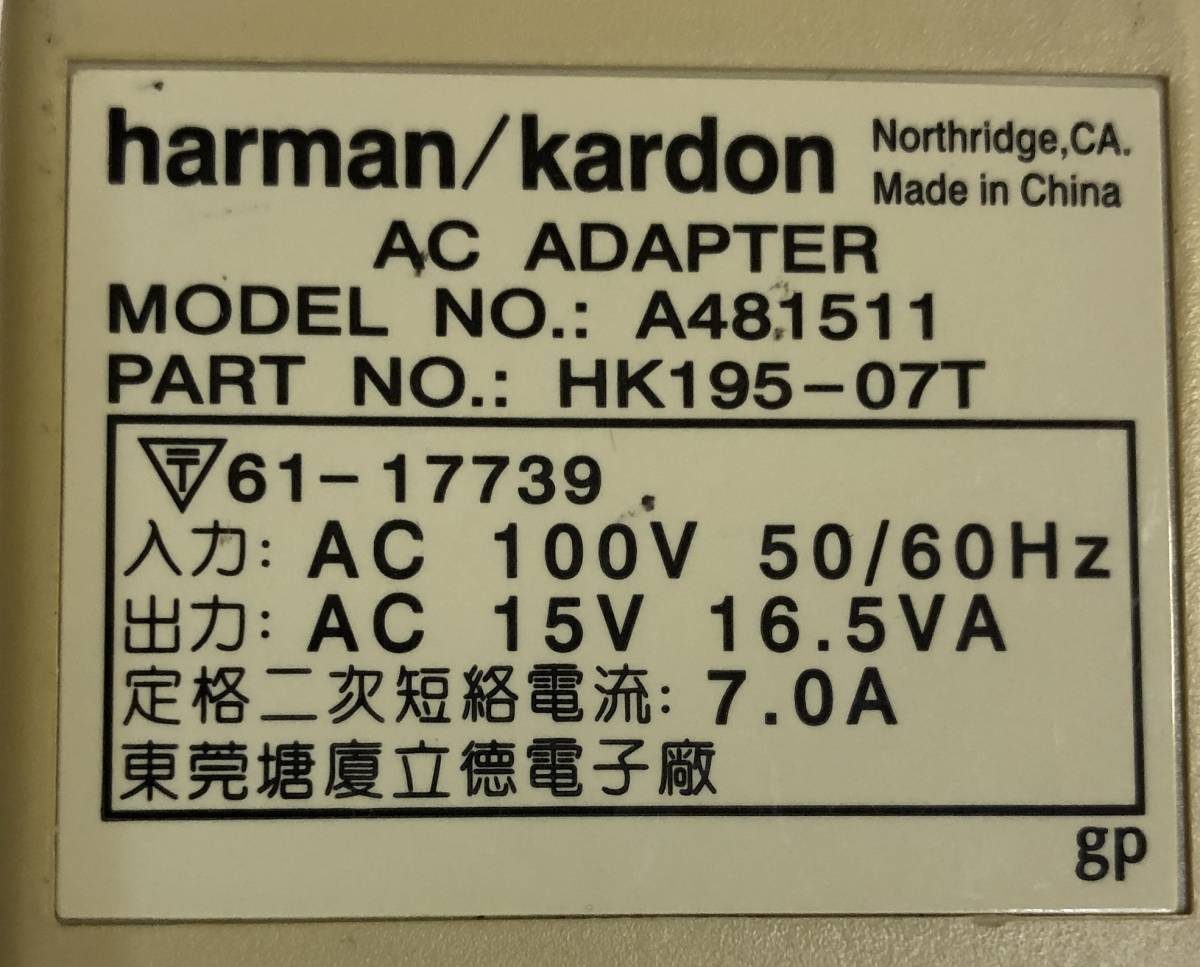 harman/kardon
Northridge,CA.
Made in China
AC ADAPTER
MODEL NO.: A481511
PART NO.: HK195-07T
〒61-17739
入力: AC 100V 50/60Hz
出力: AC 15V 16.5VA
定格二次短絡電流: 7.0A
東莞塘廈立德電子廠
gp